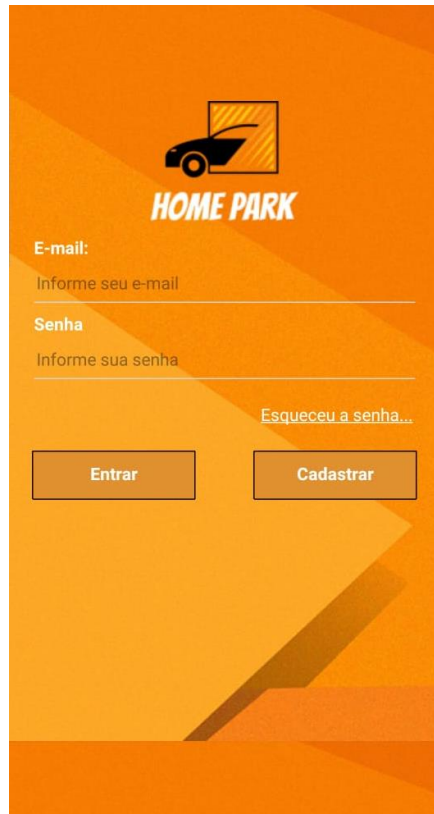 HOME PARK
E-mail:
Informe seu e-mail
Senha
Informe sua senha
Esqueceu a senha...
Entrar
Cadastrar